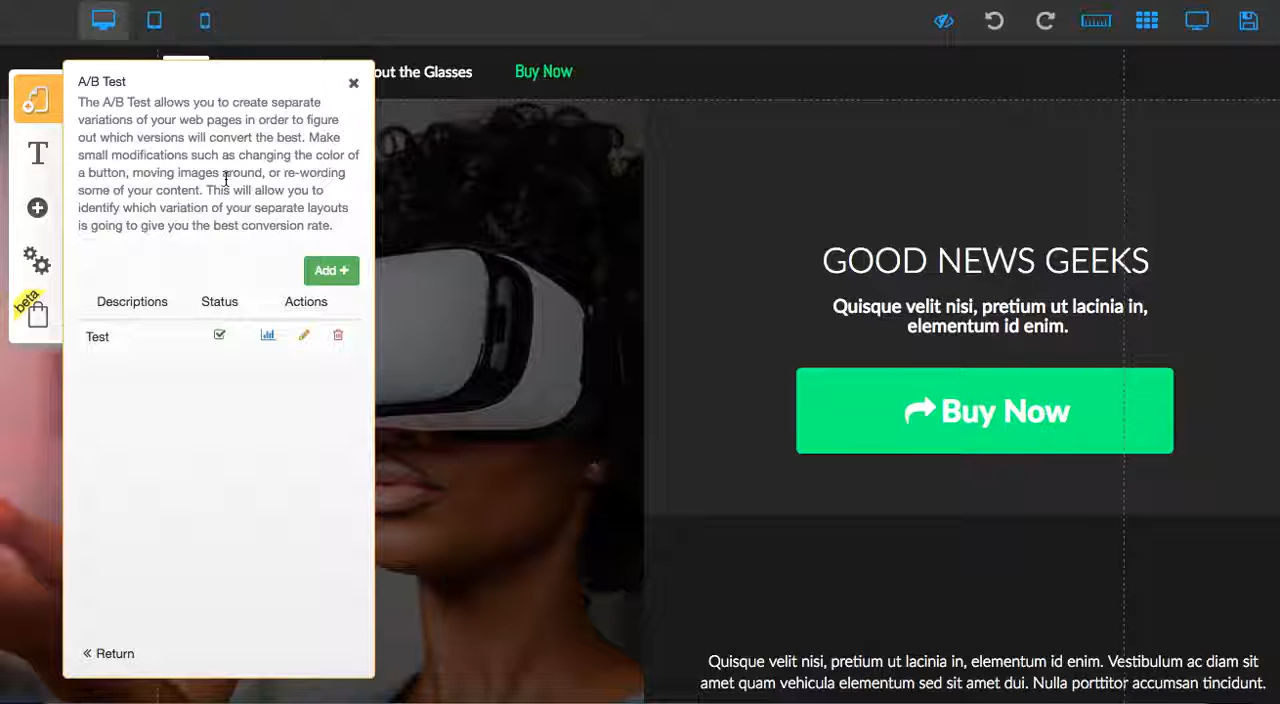 out the Glasses
Buy Now
A/B Test
The A/B Test allows you to create separate
variations of your web pages in order to figure
out which versions will convert the best. Make
small modifications such as changing the color of
a button, moving images around, or re-wording
some of your content. This will allow you to
identify which variation of your separate layouts
is going to give you the best conversion rate.
Add +
Descriptions Status Actions
Test
« Return
T
beta
GOOD NEWS GEEKS
Quisque velit nisi, pretium ut lacinia in,
elementum id enim.
Buy Now
Quisque velit nisi, pretium ut lacinia in, elementum id enim. Vestibulum ac diam sit
amet quam vehicula elementum sed sit amet dui. Nulla porttitor accumsan tincidunt.